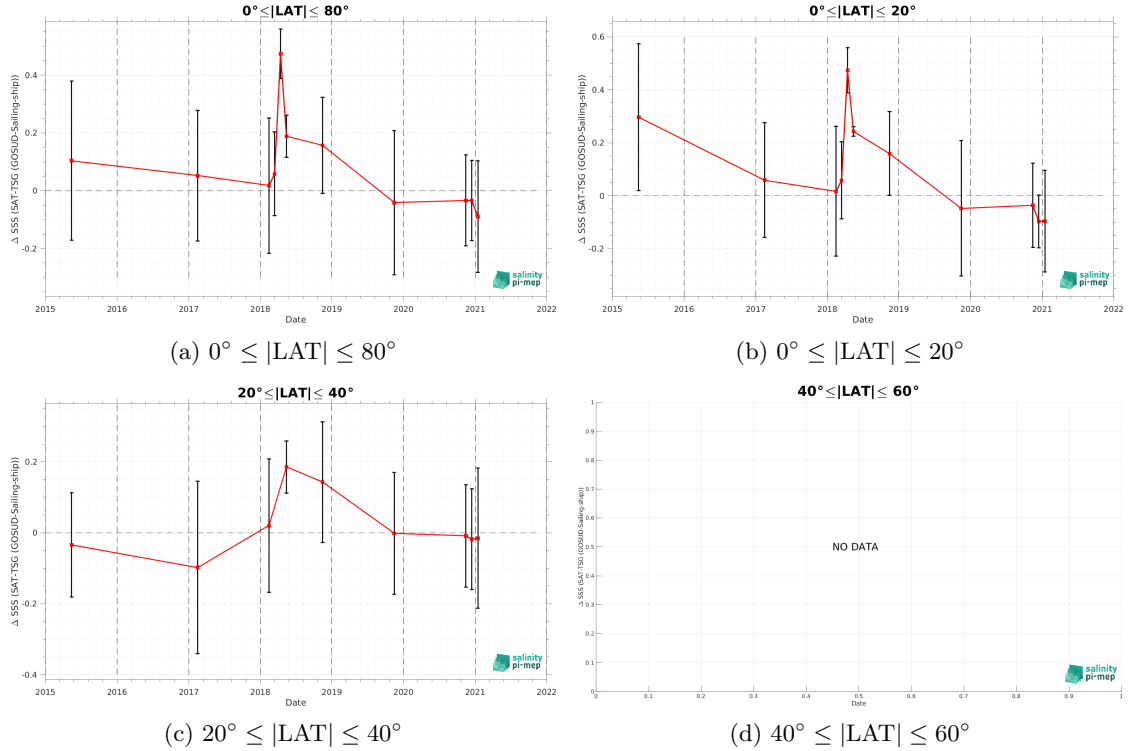 0°≤|LAT|≤ 80°
Δ SSS (SAT-TSG (GOSUD-Sailing-ship))
0.4
0.2
0
-0.2
2015 2016 2017 2018 2019 2020 2021 2022
Date
salinity
pi-mep
(a) 0° ≤ |LAT| ≤ 80°
0°≤|LAT|≤ 20°
Δ SSS (SAT-TSG (GOSUD-Sailing-ship))
0.6
0.4
0.2
0
-0.2
2015 2016 2017 2018 2019 2020 2021 2022
Date
salinity
pi-mep
(b) 0° ≤ |LAT| ≤ 20°
20°≤|LAT|≤ 40°
Δ SSS (SAT-TSG (GOSUD-Sailing-ship))
0.2
0
-0.2
-0.4
2015 2016 2017 2018 2019 2020 2021 2022
Date
salinity
pi-mep
(c) 20° ≤ |LAT| ≤ 40°
40°≤|LAT|≤ 60°
Δ SSS (SAT-TSG (GOSUD-Sailing-ship))
1
0.9
0.8
0.7
0.6
0.5
0.4
0.3
0.2
0.1
0
NO DATA
0 0.1 0.2 0.3 0.4 0.5 0.6 0.7 0.8 0.9 1
Date
salinity
pi-mep
(d) 40° ≤ |LAT| ≤ 60°